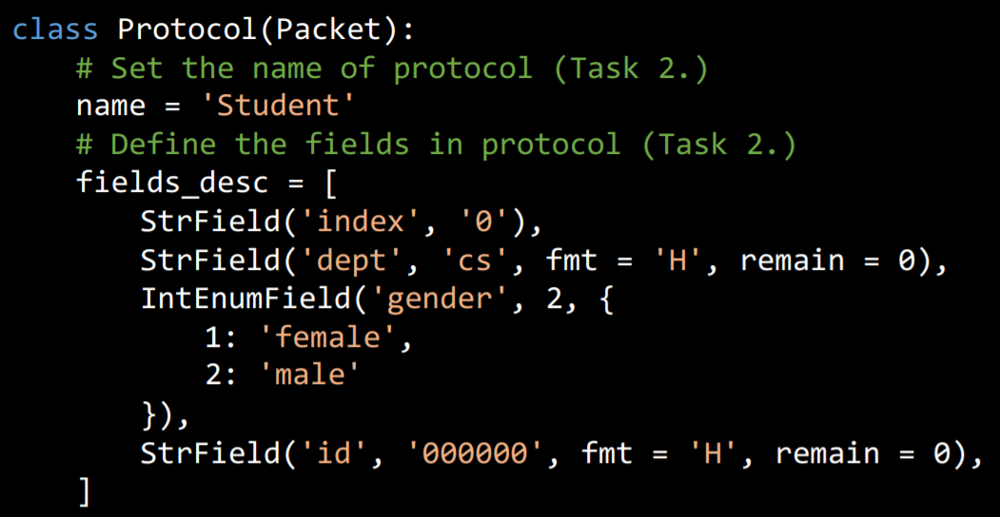 class Protocol(Packet):
    # Set the name of protocol (Task 2.)
    name = 'Student'
    # Define the fields in protocol (Task 2.)
    fields_desc = [
        StrField('index', '0'),
        StrField('dept', 'cs', fmt = 'H', remain = 0),
        IntEnumField('gender', 2, {
            1: 'female',
            2: 'male'
        }),
        StrField('id', '000000', fmt = 'H', remain = 0),
    ]